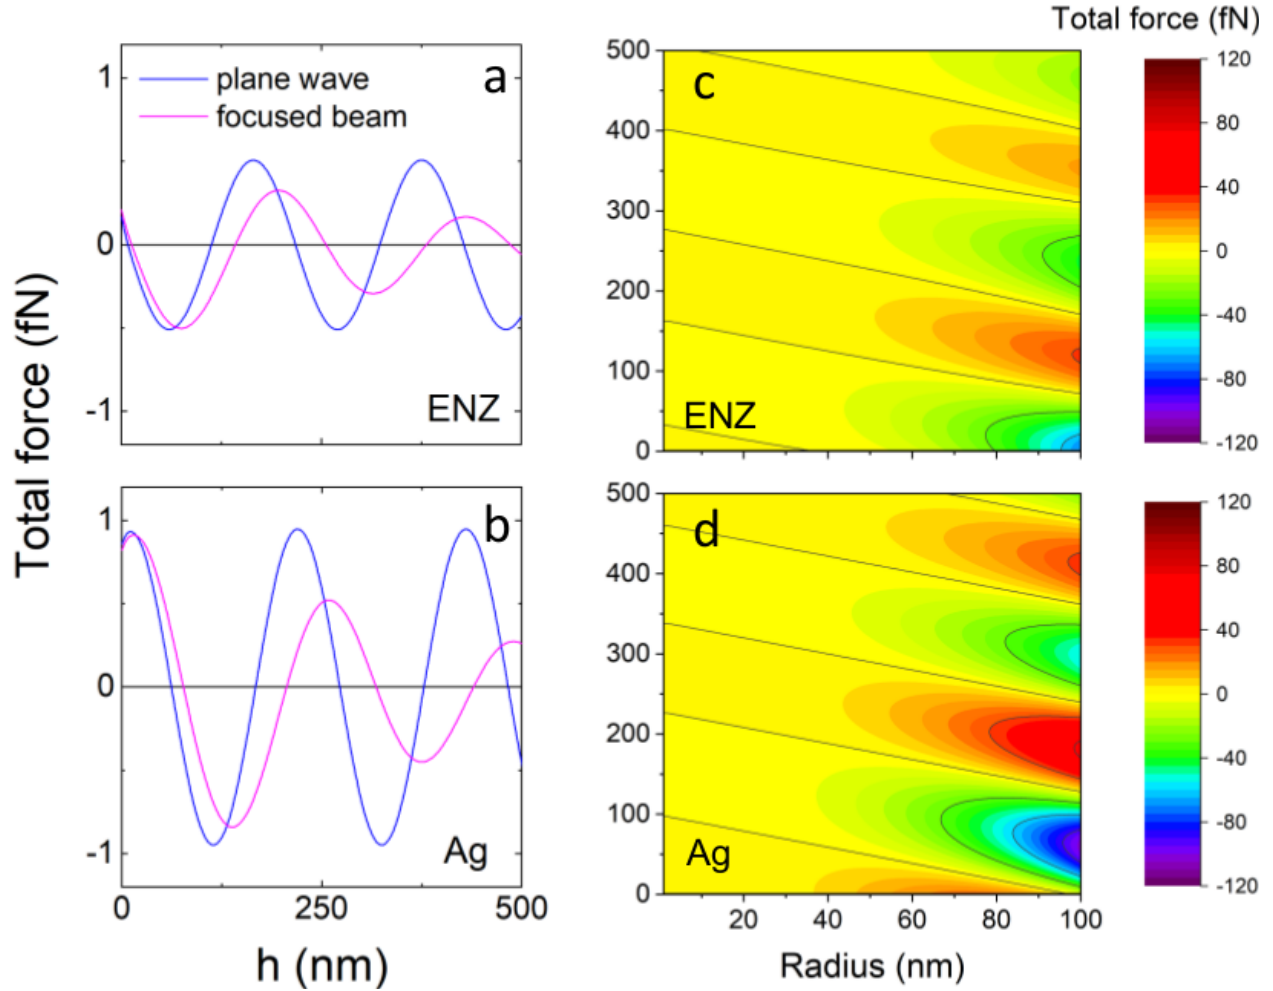 Total force (fN)
a
plane wave
focused beam
1
0
-1
ENZ
b
1
0
-1
Ag
0
250
500
h (nm)
Total force (fN)
c
500
400
300
200
100
0
ENZ
120
80
40
0
-40
-80
-120
d
500
400
300
200
100
0
Ag
20
40
60
80
100
Radius (nm)
120
80
40
0
-40
-80
-120